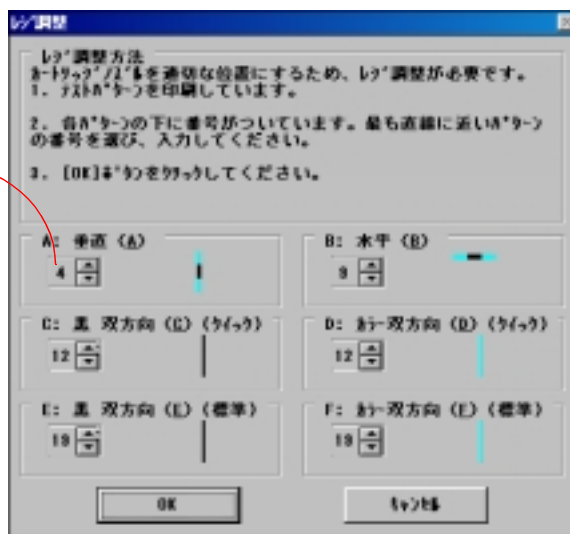 ﾚｼﾞ調整
ﾚｼﾞ調整方法
ｶｰﾄﾘｯｼﾞ/ﾉｽﾞﾙを適切な位置にするため、ﾚｼﾞ調整が必要です。
1. ﾃｽﾄﾊﾟﾀｰﾝを印刷しています。
2. 各ﾊﾟﾀｰﾝの下に番号がついています。最も直線に近いﾊﾟﾀｰﾝ
の番号を選び、入力してください。
3. [OK]ﾎﾞﾀﾝをｸﾘｯｸしてください。
A: 垂直 (A)
B: 水平 (B)
4
9
C: 黒 双方向 (C) (ｸｲｯｸ)
D: ｶﾗｰ双方向 (D) (ｸｲｯｸ)
12
12
E: 黒 双方向 (E) (標準)
F: ｶﾗｰ双方向 (F) (標準)
OK
ｷｬﾝｾﾙ